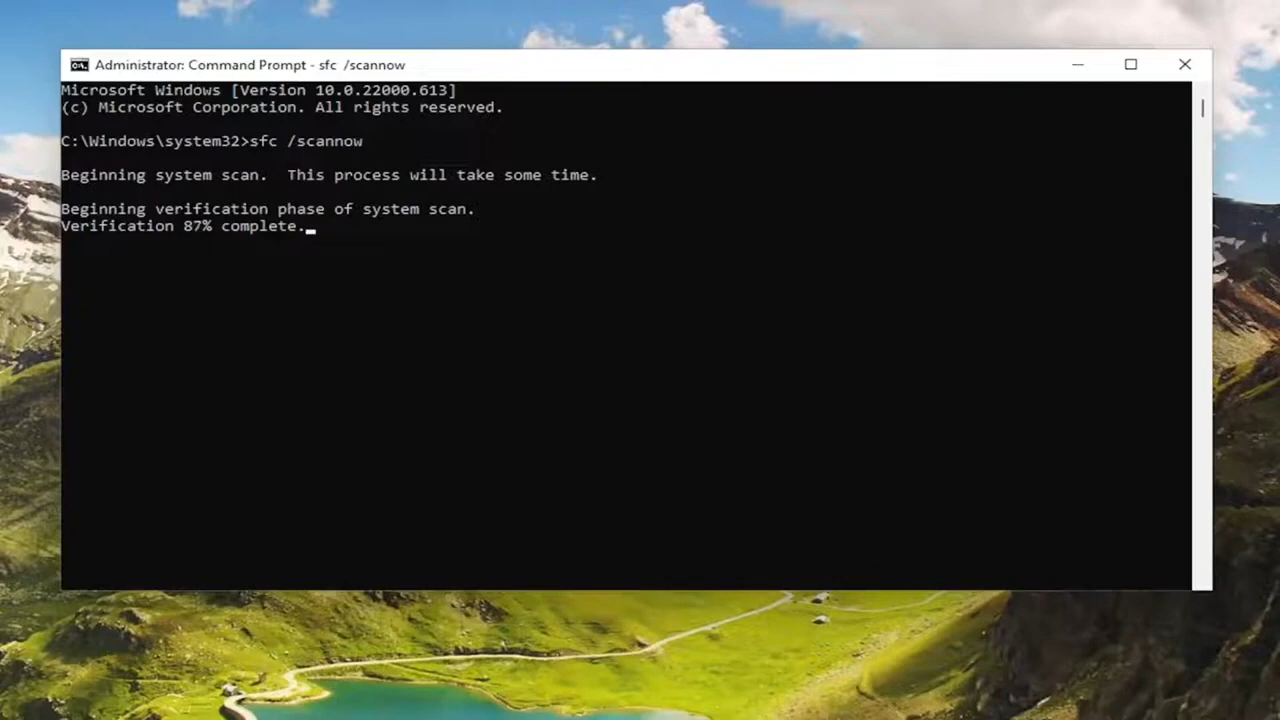 Administrator: Command Prompt - sfc /scannow
Microsoft Windows [Version 10.0.22000.613]
(c) Microsoft Corporation. All rights reserved.
C:\Windows\system32>sfc /scannow
Beginning system scan.  This process will take some time.
Beginning verification phase of system scan.
Verification 87% complete.